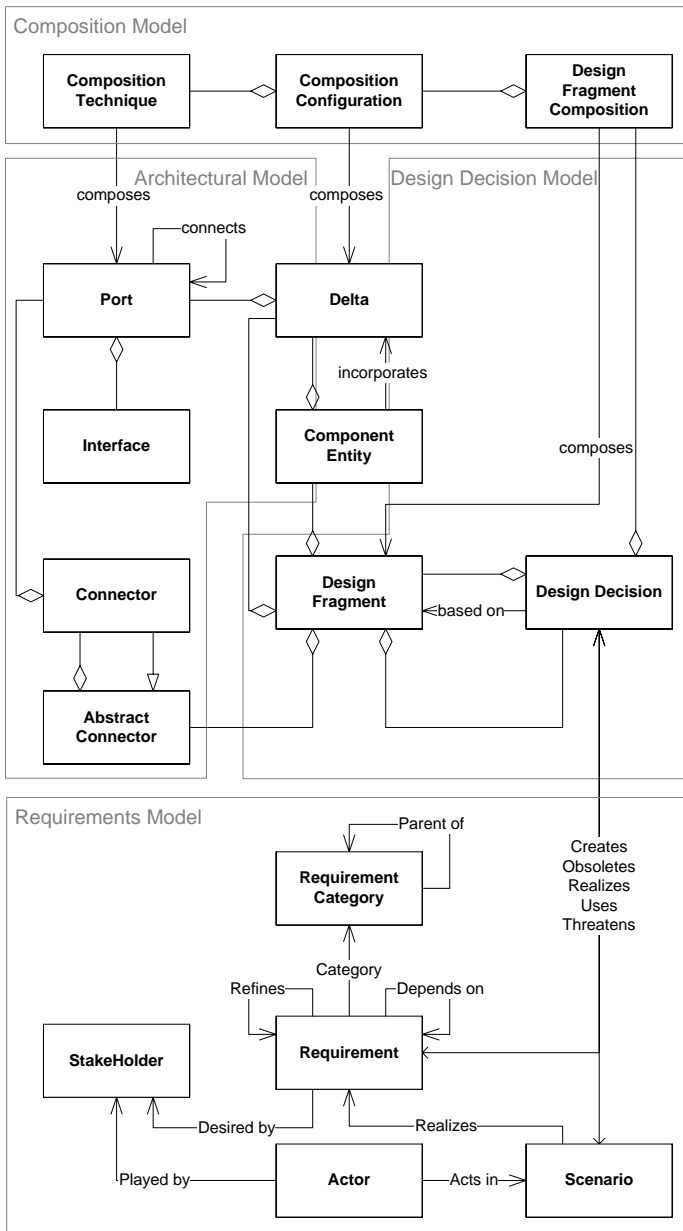 Composition Model
Composition
Technique
Composition
Configuration
Design
Fragment
Composition
Architectural Model
Design Decision Model
composes
composes
connects
Port
Delta
incorporates
Interface
Component
Entity
composes
Connector
Design
Fragment
Design Decision
based on
Abstract
Connector
Requirements Model
Parent of
Requirement
Category
Creates
Obsoletes
Realizes
Uses
Threatens
Category
Refines
Depends on
StakeHolder
Requirement
Desired by
Realizes
Played by
Actor
Acts in
Scenario